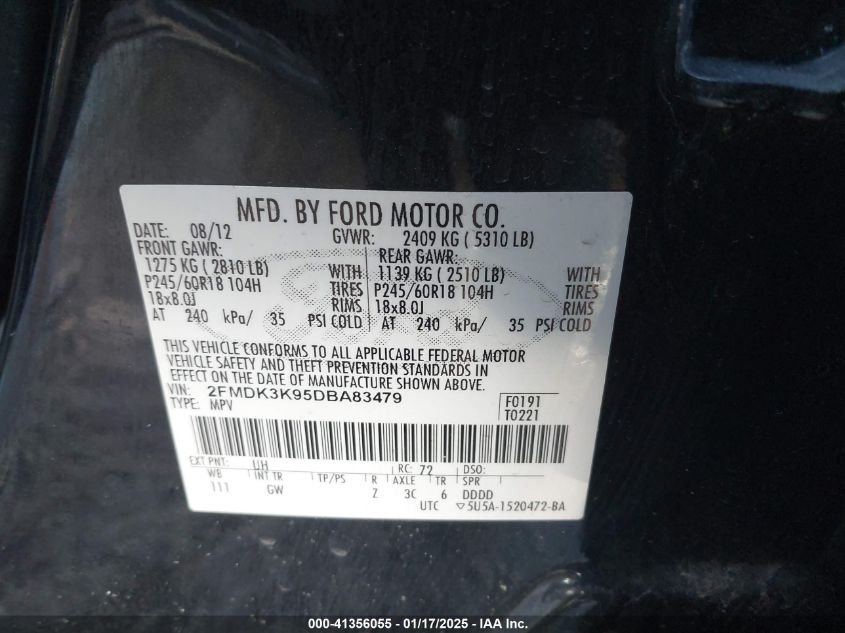 MFD. BY FORD MOTOR CO.
DATE: 08/12 GVWR: 2409 KG ( 5310 LB)
FRONT GAWR: REAR GAWR:
1275 KG ( 2810 LB) WITH 1139 KG ( 2510 LB) WITH
P245/60R18 104H TIRES P245/60R18 104H TIRES
18x8.0J RIMS 18x8.0J RIMS
AT 240 kPa/ 35 PSI COLD AT 240 kPa/ 35 PSI COLD
THIS VEHICLE CONFORMS TO ALL APPLICABLE FEDERAL MOTOR
VEHICLE SAFETY AND THEFT PREVENTION STANDARDS IN
EFFECT ON THE DATE OF MANUFACTURE SHOWN ABOVE.
VIN: 2FMDK3K95DBA83479 F0191
TYPE: MPV T0221
EXT PNT: UH RC: 72 DSO:
WB INT TR TP/PS R AXLE TR SPR
111 GW Z 3C 6 DDDD
UTC ▽5U5A-1520472-BA
000-41356055 — 01/17/2025 — IAAI.COM